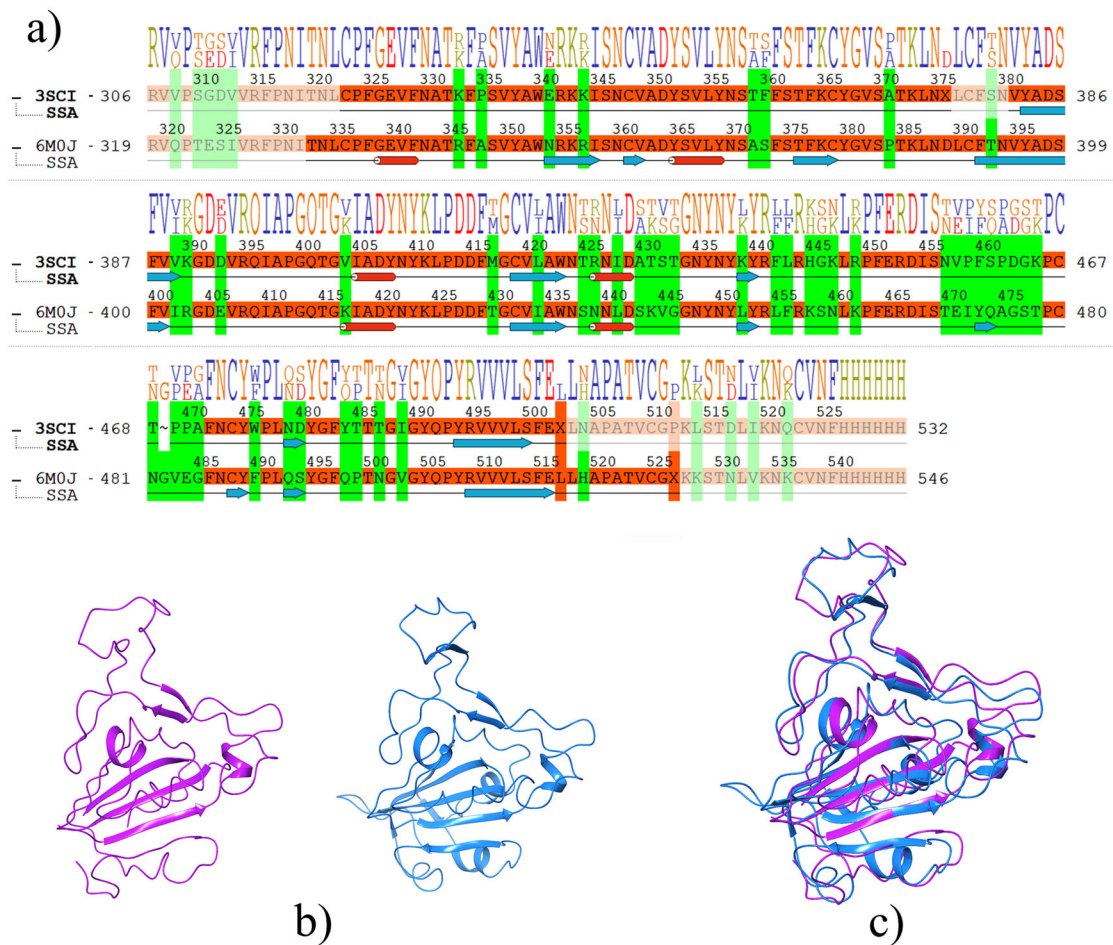 a)
310 315 320 325 330 335 340 345 350 355 360 365 370 375 380
3SCI - 306 RVVPSGDVVRFPNITNLCPFGEVFNATKFPSVYAWERKKISNCVADYSVLYNSTFFSTFKCYGVSATKLNXLCFSNVYADS 386
SSA
320 325 330 335 340 345 350 355 360 365 370 375 380 385 390 395
6M0J - 319 RVQPTESIVRFPNITNLCPFGEVFNATRFASVYAWNRKRISNCVADYSVLYNSASFSTFKCYGVSPTKLNDLCFTNVYADS 399
SSA
390 395 400 405 410 415 420 425 430 435 440 445 450 455 460
3SCI - 387 FVVKGDDVRQIAPGQTGVIADYNYKLPDDFMGCVLAWNTRNIDATSTGNYNYKYRFLRHGKLRPFERDISNVPFSPDGKPC 467
SSA
400 405 410 415 420 425 430 435 440 445 450 455 460 465 470 475
6M0J - 400 FVIRGDEVRQIAPGQTGKIADYNYKLPDDFTGCVIAWNSNNLDSKVGGNYNYLYRLFRKSNLKPFERDISTEIYQAGSTPC 480
SSA
470 475 480 485 490 495 500 505 510 515 520 525
3SCI - 468 T~PPAFNCYWPLNDYGFYTTTGIGYQPYRVVVLSFEXLNAPATVCGPKLSTDLIKNQCVNFHHHHHH 532
SSA
485 490 495 500 505 510 515 520 525 530 535 540
6M0J - 481 NGVEGFNCYFPLQSYGFQPTNGVGYQPYRVVVLSFELLHAPATVCGXKKSTNLVKNKCVNFHHHHHH 546
SSA
b)
c)